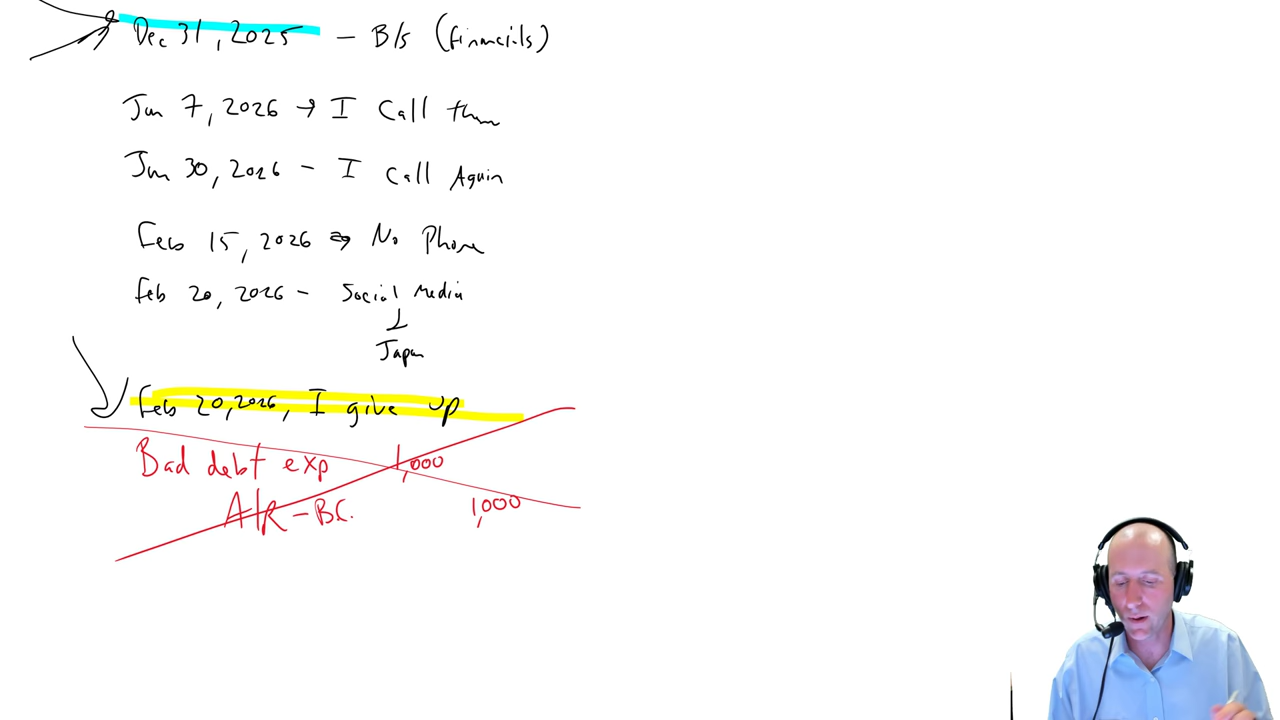 Dec 31, 2025 - B/s (financials)
Jan 7, 2026 → I Call them
Jan 30, 2026 - I Call Again
Feb 15, 2026 ⇒ No Phone
Feb 20, 2026 - Social Media
Japan
Feb 20, 2026, I give up
Bad debt exp 1,000
A/R - BC. 1,000